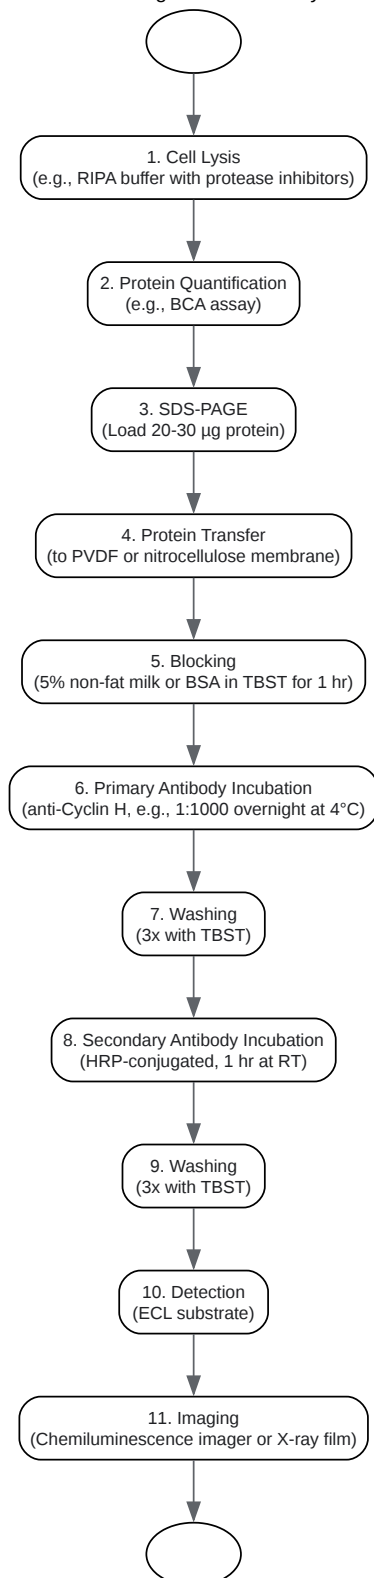 1. Cell Lysis
(e.g., RIPA buffer with protease inhibitors)
2. Protein Quantification
(e.g., BCA assay)
3. SDS-PAGE
(Load 20-30 µg protein)
4. Protein Transfer
(to PVDF or nitrocellulose membrane)
5. Blocking
(5% non-fat milk or BSA in TBST for 1 hr)
6. Primary Antibody Incubation
(anti-Cyclin H, e.g., 1:1000 overnight at 4°C)
7. Washing
(3x with TBST)
8. Secondary Antibody Incubation
(HRP-conjugated, 1 hr at RT)
9. Washing
(3x with TBST)
10. Detection
(ECL substrate)
11. Imaging
(Chemiluminescence imager or X-ray film)